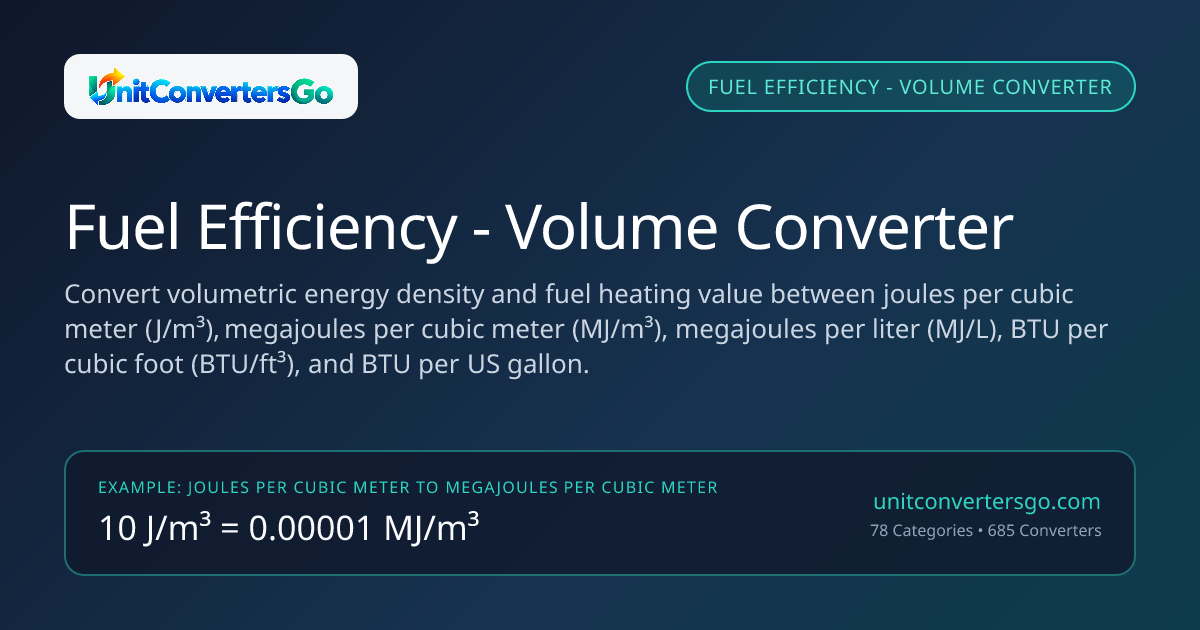 UnitConvertersGo
FUEL EFFICIENCY - VOLUME CONVERTER
Fuel Efficiency - Volume Converter
Convert volumetric energy density and fuel heating value between joules per cubic
meter (J/m³), megajoules per cubic meter (MJ/m³), megajoules per liter (MJ/L), BTU per
cubic foot (BTU/ft³), and BTU per US gallon.
EXAMPLE: JOULES PER CUBIC METER TO MEGAJOULES PER CUBIC METER
10 J/m³ = 0.00001 MJ/m³
unitconvertersgo.com
78 Categories • 685 Converters